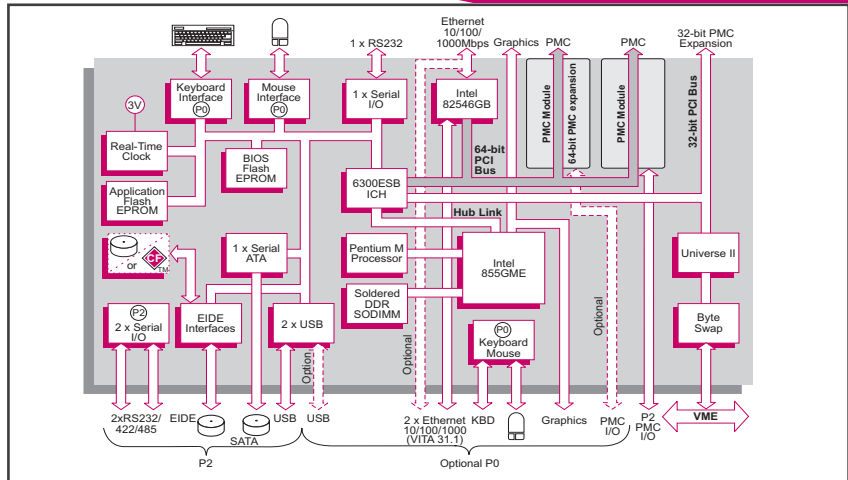 Ethernet
10/100/
1000Mbps
1 x RS232
Graphics
PMC
PMC
32-bit PMC
Expansion
Keyboard
Interface
P0
Mouse
Interface
P0
1 x Serial
I/O
Intel
82546GB
PMC Module
64-bit PMC expansion
PMC Module
32-bit PCI Bus
3V
Real-Time
Clock
BIOS
Flash
EPROM
64-bit
PCI
Bus
Application
Flash
EPROM
6300ESB
ICH
Hub Link
or
CF
TM
1 x Serial
ATA
Pentium M
Processor
Intel
855GME
Universe II
Soldered
DDR
SODIMM
P2
2 x Serial
I/O
EIDE
Interfaces
2 x USB
P0
Keyboard
Mouse
Byte
Swap
Option.
Optional
Optional
2xRS232/
422/485
EIDE
SATA
USB
USB
2 x Ethernet
10/100/1000
(VITA 31.1)
KBD
Graphics
PMC
I/O
P2
PMC
I/O
VME
P2
Optional P0